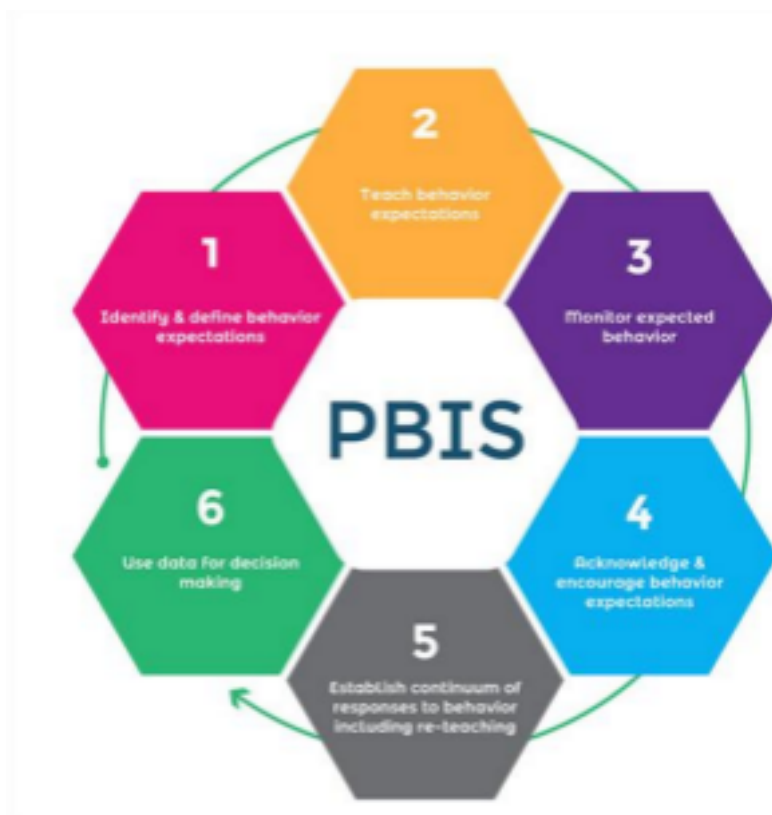 1
Identify & define behavior
expectations
2
Teach behavior
expectations
3
Monitor expected
behavior
4
Acknowledge &
encourage behavior
expectations
5
Establish continuum of
responses to behavior
including re-teaching
6
Use data for decision
making
PBIS